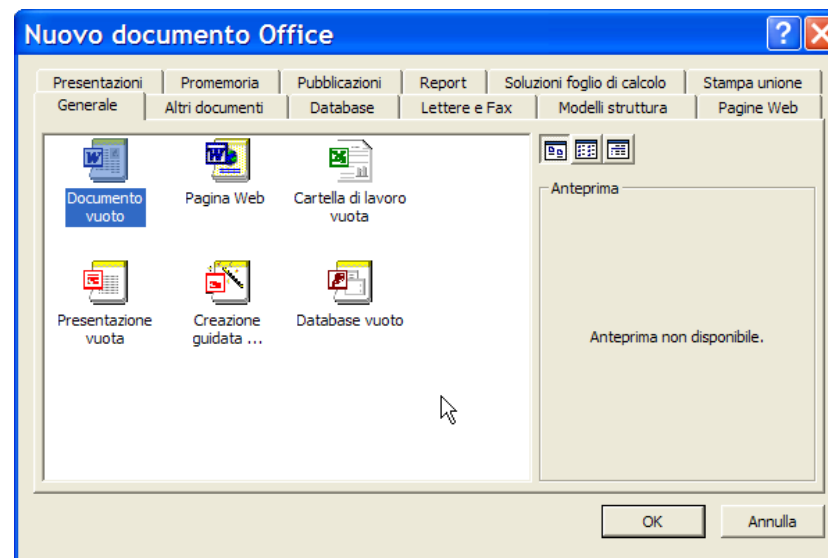 Nuovo documento Office
Presentazioni Promemoria Pubblicazioni Report Soluzioni foglio di calcolo Stampa unione
Generale Altri documenti Database Lettere e Fax Modelli struttura Pagine Web
Documento vuoto
Pagina Web
Cartella di lavoro
vuota
Anteprima
Presentazione
vuota
Creazione
guidata ...
Database vuoto
Anteprima non disponibile.
OK Annulla